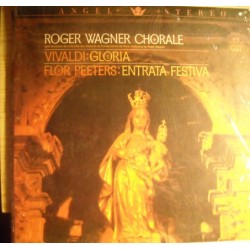 ANGEL STEREO
ROGER WAGNER CHORALE
VIVALDI: GLORIA
FLOR PEETERS: ENTRATA FESTIVA